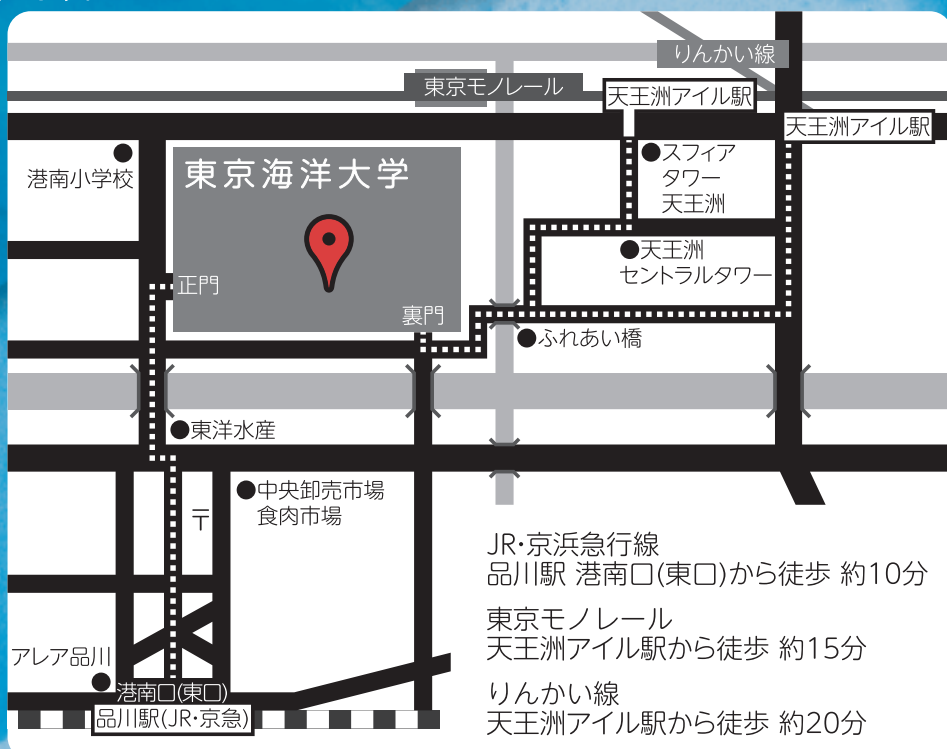 りんかい線
東京モノレール
天王洲アイル駅
天王洲アイル駅
港南小学校
東京海洋大学
スフィア
タワー
天王洲
天王洲
セントラルタワー
正門
裏門
ふれあい橋
東洋水産
中央卸売市場
食肉市場
〒
アレア品川
港南口(東口)
品川駅(JR・京急)
JR・京浜急行線
品川駅 港南口(東口)から徒歩 約10分
東京モノレール
天王洲アイル駅から徒歩 約15分
りんかい線
天王洲アイル駅から徒歩 約20分